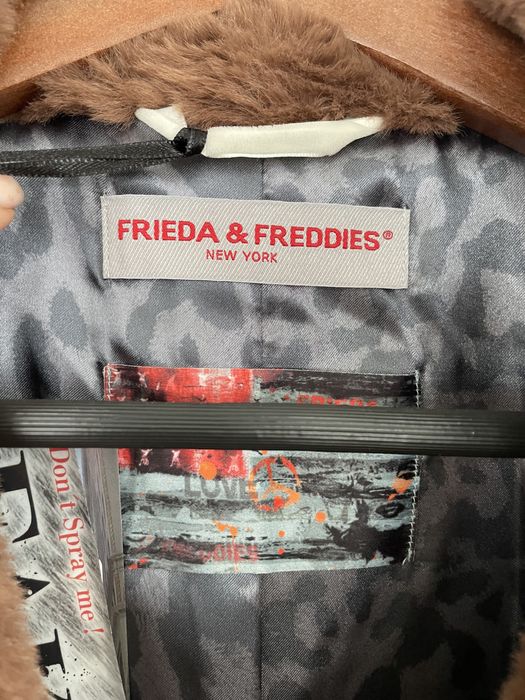 FRIEDA & FREDDIES®
NEW YORK
LOVE
Don't Spray me!